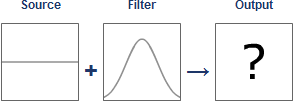 Source Filter Output
+ → ?